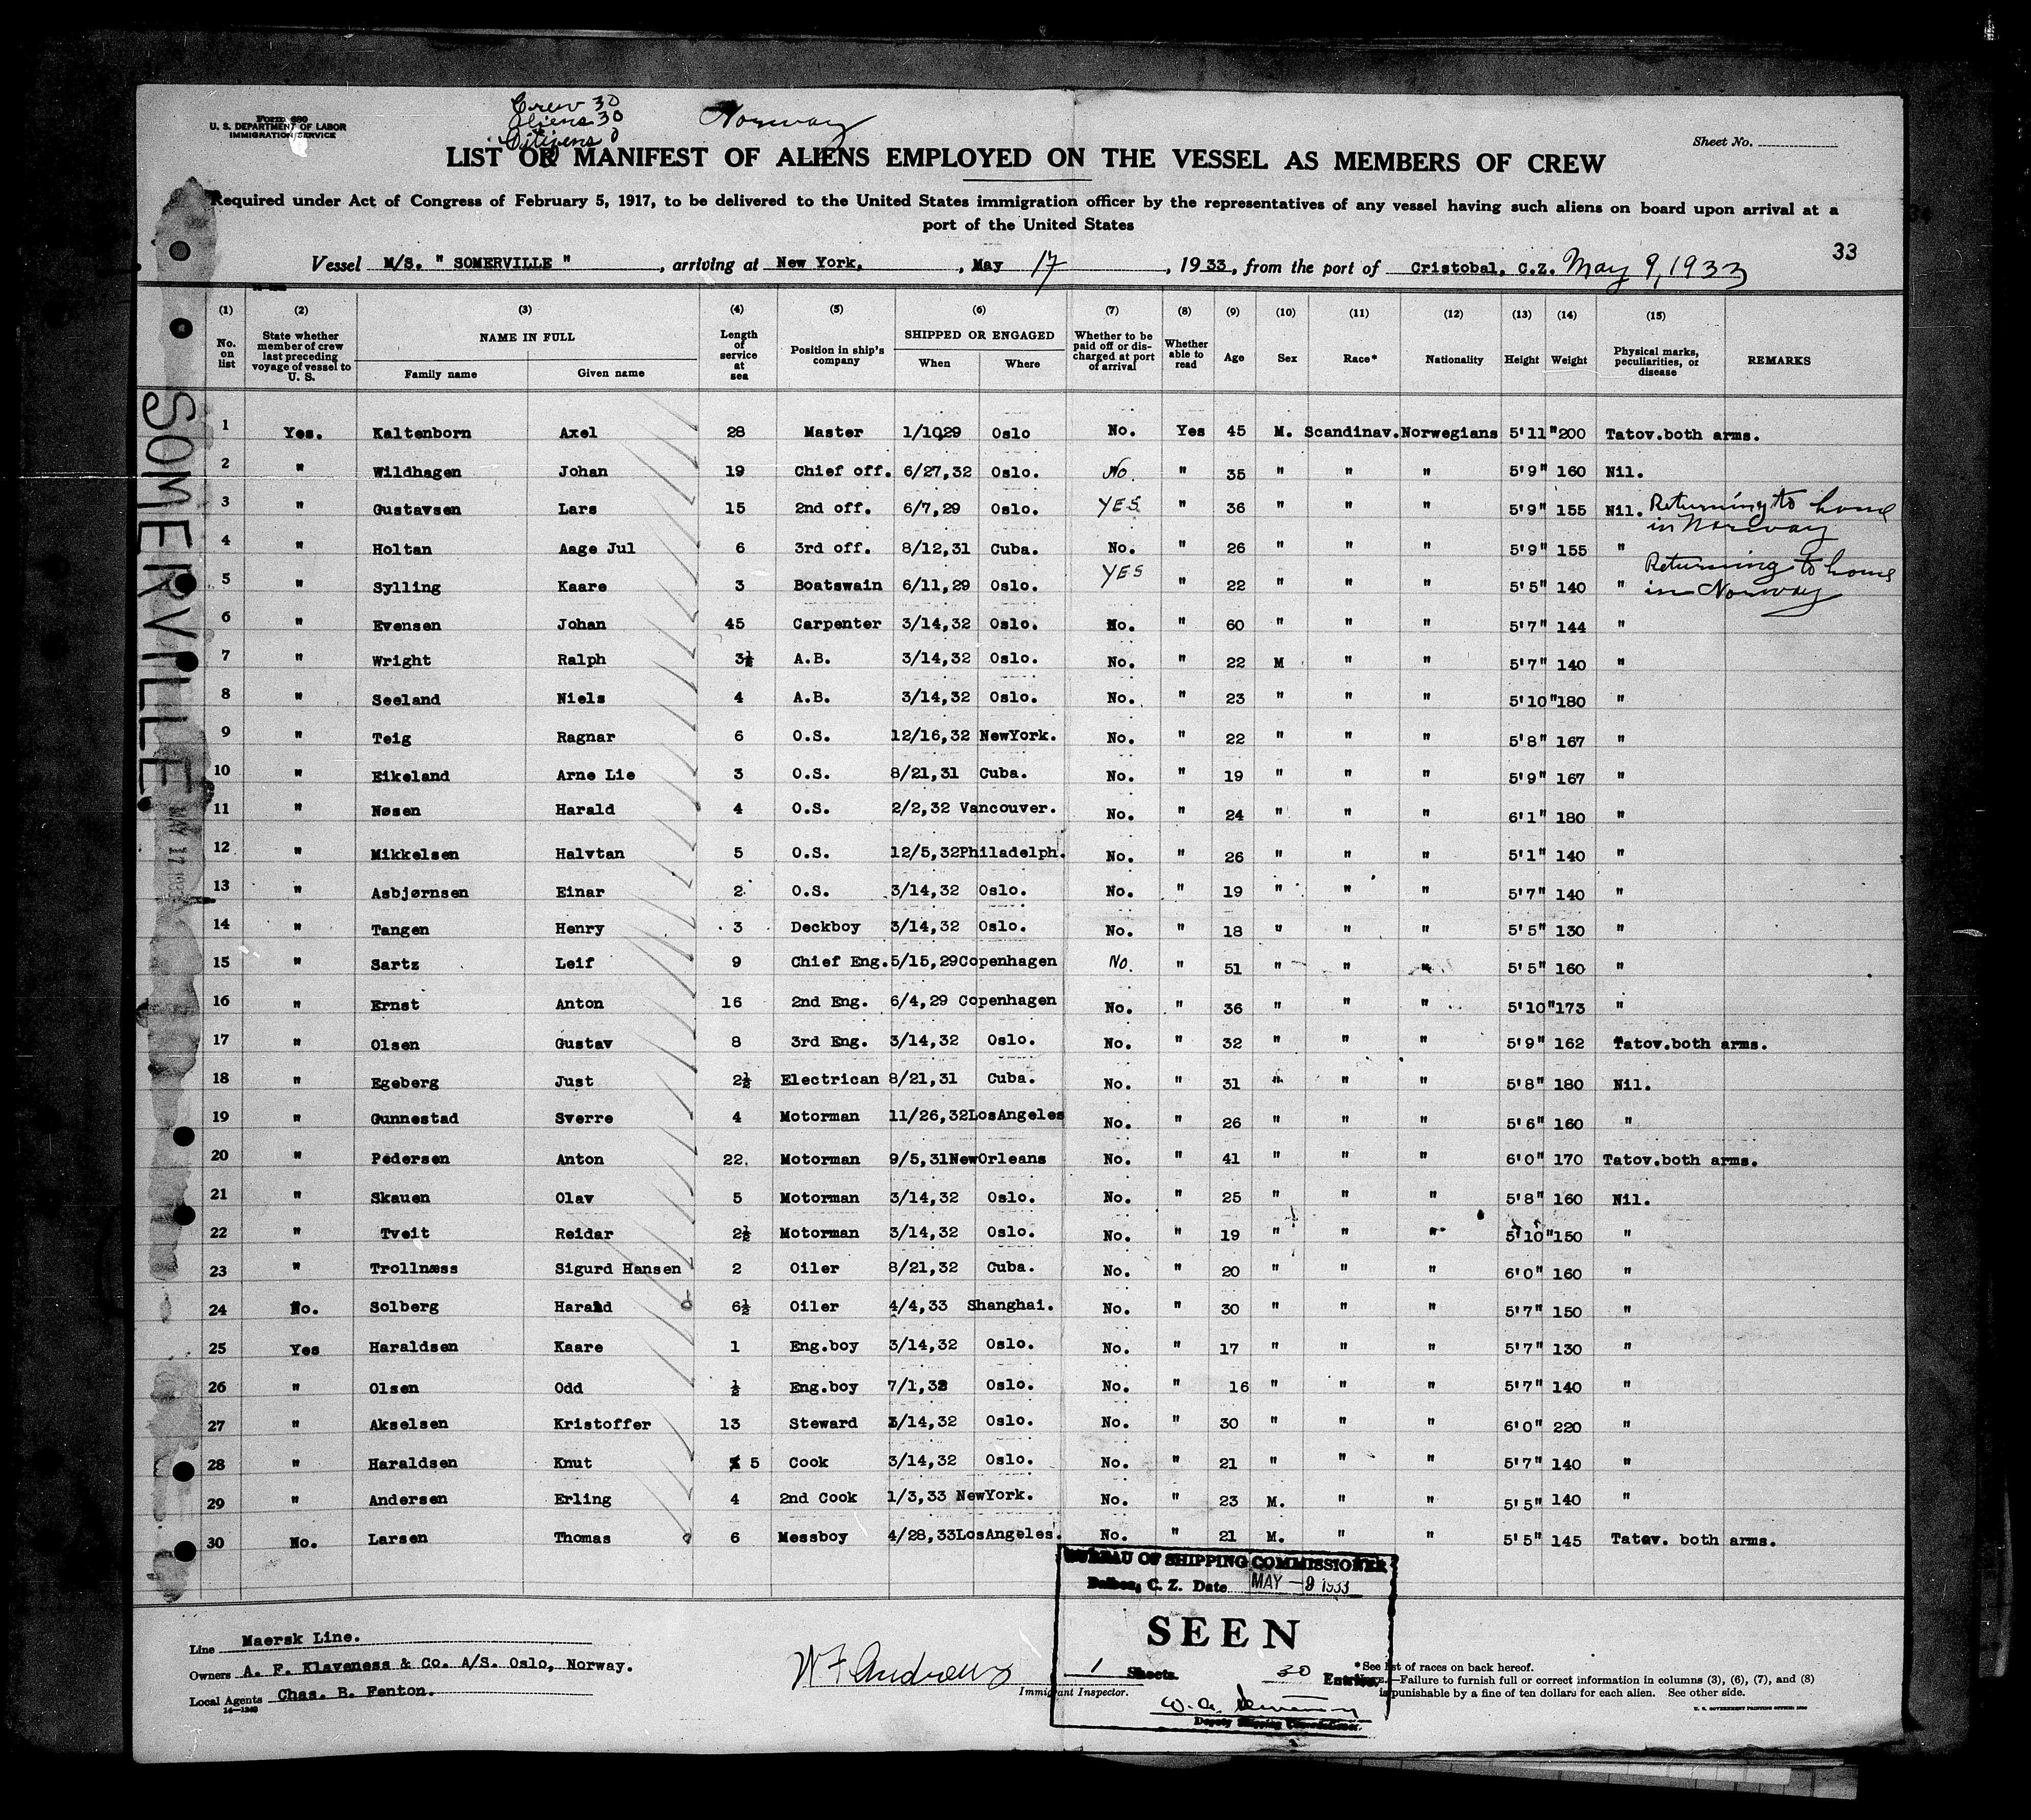 Form 680
U. S. DEPARTMENT OF LABOR
IMMIGRATION SERVICE
Crew 30
Aliens 30
Citizens 0
Norway
Sheet No.
LIST OR MANIFEST OF ALIENS EMPLOYED ON THE VESSEL AS MEMBERS OF CREW
Required under Act of Congress of February 5, 1917, to be delivered to the United States immigration officer by the representatives of any vessel having such aliens on board upon arrival at a
port of the United States
33
Vessel M/S. " SOMERVILLE " , arriving at New York, , May 17 , 1933, from the port of Cristobal, C.Z. May 9, 1933
(1) (2) (3) (4) (5) (6) (7) (8) (9) (10) (11) (12) (13) (14) (15)
No. on list | State whether member of crew last preceding voyage of vessel to U. S. | NAME IN FULL Family name Given name | Length of service at sea | Position in ship's company | SHIPPED OR ENGAGED When Where | Whether to be paid off or discharged at port of arrival | Whether able to read | Age | Sex | Race* | Nationality | Height | Weight | Physical marks, peculiarities, or disease | REMARKS
1 Yes. Kaltenborn Axel 28 Master 1/10,29 Oslo No. Yes 45 M. Scandinav. Norwegians 5'11" 200 Tatov.both arms.
2 " Wildhagen Johan 19 Chief off. 6/27,32 Oslo. No. " 35 " " " 5'9" 160 Nil.
3 " Gustavsen Lars 15 2nd off. 6/7,29 Oslo. YES " 36 " " " 5'9" 155 Nil. Returning to home in Norway
4 " Holtan Aage Jul 6 3rd off. 8/12,31 Cuba. No. " 26 " " " 5'9" 155 "
5 " Sylling Kaare 3 Boatswain 6/11,29 Oslo. YES " 22 " " 5'5" 140 " Returning to home in Norway
6 " Evensen Johan 45 Carpenter 3/14,32 Oslo. No. " 60 " " " 5'7" 144 "
7 " Wright Ralph 3½ A.B. 3/14,32 Oslo. No. " 22 M " " 5'7" 140 "
8 " Seeland Niels 4 A.B. 3/14,32 Oslo. No. " 23 " " " 5'10" 180 "
9 " Teig Ragnar 6 O.S. 12/16,32 NewYork. No. " 22 " " " 5'8" 167 "
10 " Eikeland Arne Lie 3 O.S. 8/21,31 Cuba. No. " 19 " " " 5'9" 167 "
11 " Nøsen Harald 4 O.S. 2/2,32 Vancouver. No. " 24 " " " 6'1" 180 "
12 " Mikkelsen Halvtan 5 O.S. 12/5,32 Philadelph. No. " 26 " " " 5'1" 140 "
13 " Asbjørnsen Einar 2 O.S. 3/14,32 Oslo. No. " 19 " " " 5'7" 140 "
14 " Tangen Henry 3 Deckboy 3/14,32 Oslo. No. " 18 " " " 5'5" 130 "
15 " Sartz Leif 9 Chief Eng. 5/15,29 Copenhagen No. " 51 " " " 5'5" 160 "
16 " Ernst Anton 16 2nd Eng. 6/4,29 Copenhagen No. " 36 " " " 5'10" 173 "
17 " Olsen Gustav 8 3rd Eng. 3/14,32 Oslo. No. " 32 " " " 5'9" 162 Tatov.both arms.
18 " Egeberg Just 2½ Electrican 8/21,31 Cuba. No. " 31 " " " 5'8" 180 Nil.
19 " Gunnestad Sverre 4 Motorman 11/26,32 LosAngeles No. " 26 " " " 5'6" 160 "
20 " Pedersen Anton 22. Motorman 9/5,31 NewOrleans No. " 41 " " " 6'0" 170 Tatov.both arms.
21 " Skauen Olav 5 Motorman 3/14,32 Oslo. No. " 25 " " " 5'8" 160 Nil.
22 " Tveit Reidar 2½ Motorman 3/14,32 Oslo. No. " 19 " " " 5'10" 150 "
23 " Trollnæss Sigurd Hansen 2 Oiler 8/21,32 Cuba. No. " 20 " " " 6'0" 160 "
24 No. Solberg Harald 6½ Oiler 4/4,33 Shanghai. No. " 30 " " " 5'7" 150 "
25 Yes Haraldsen Kaare 1 Eng.boy 3/14,32 Oslo. No. " 17 " " " 5'7" 130 "
26 " Olsen Odd ½ Eng.boy 7/1,32 Oslo. No. " 16 " " " 5'7" 140 "
27 " Akselsen Kristoffer 13 Steward 3/14,32 Oslo. No. " 30 " " " 6'0" 220 "
28 " Haraldsen Knut 5 Cook 3/14,32 Oslo. No. " 21 " " " 5'7" 140 "
29 " Andersen Erling 4 2nd Cook 1/3,33 NewYork. No. " 23 M. " " 5'5" 140 "
30 No. Larsen Thomas 6 Messboy 4/28,33 LosAngeles. No. " 21 M. " " 5'5" 145 Tatov. both arms.
SOMERVILLE.
MAY 17 1933
BUREAU OF SHIPPING COMMISSIONER
Balboa, C. Z. Date MAY -9 1933
SEEN
1 Sheets. 30 Entries.
Deputy Shipping Commissioner.
Line Maersk Line.
Owners A. F. Klaveness & Co. A/S. Oslo, Norway.
Local Agents Chas. B. Fenton.
14—1240
W F Andrews
Immigrant Inspector.
*See list of races on back hereof.
—Failure to furnish full or correct information in columns (3), (6), (7), and (8)
is punishable by a fine of ten dollars for each alien. See other side.
U. S. GOVERNMENT PRINTING OFFICE